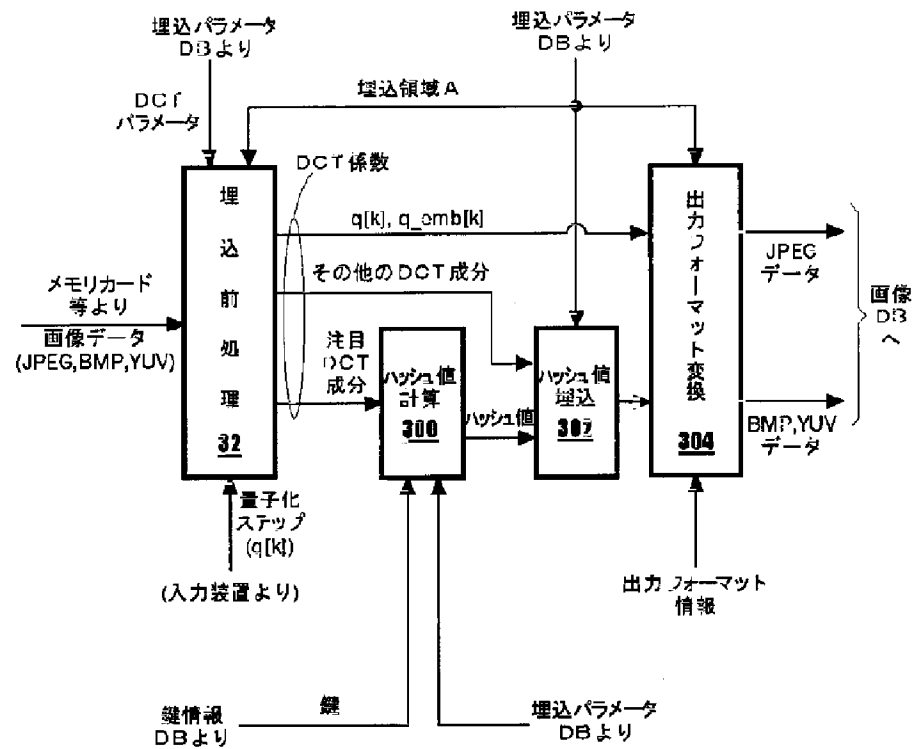 埋込パラメータ
DBより
埋込パラメータ
DBより
DCT
パラメータ
埋込領域A
DCT係数
埋込前処理
32
q[k], q_emb[k]
その他のDCT成分
メモリカード
等より
画像データ
(JPEG,BMP,YUV)
注目
DCT
成分
ハッシュ値
計算
300
ハッシュ値
ハッシュ値
埋込
302
出力フォーマット変換
304
JPEG
データ
BMP,YUV
データ
画像
DB
へ
量子化
ステップ
(q[k])
(入力装置より)
出力フォーマット
情報
鍵情報
DBより
鍵
埋込パラメータ
DBより